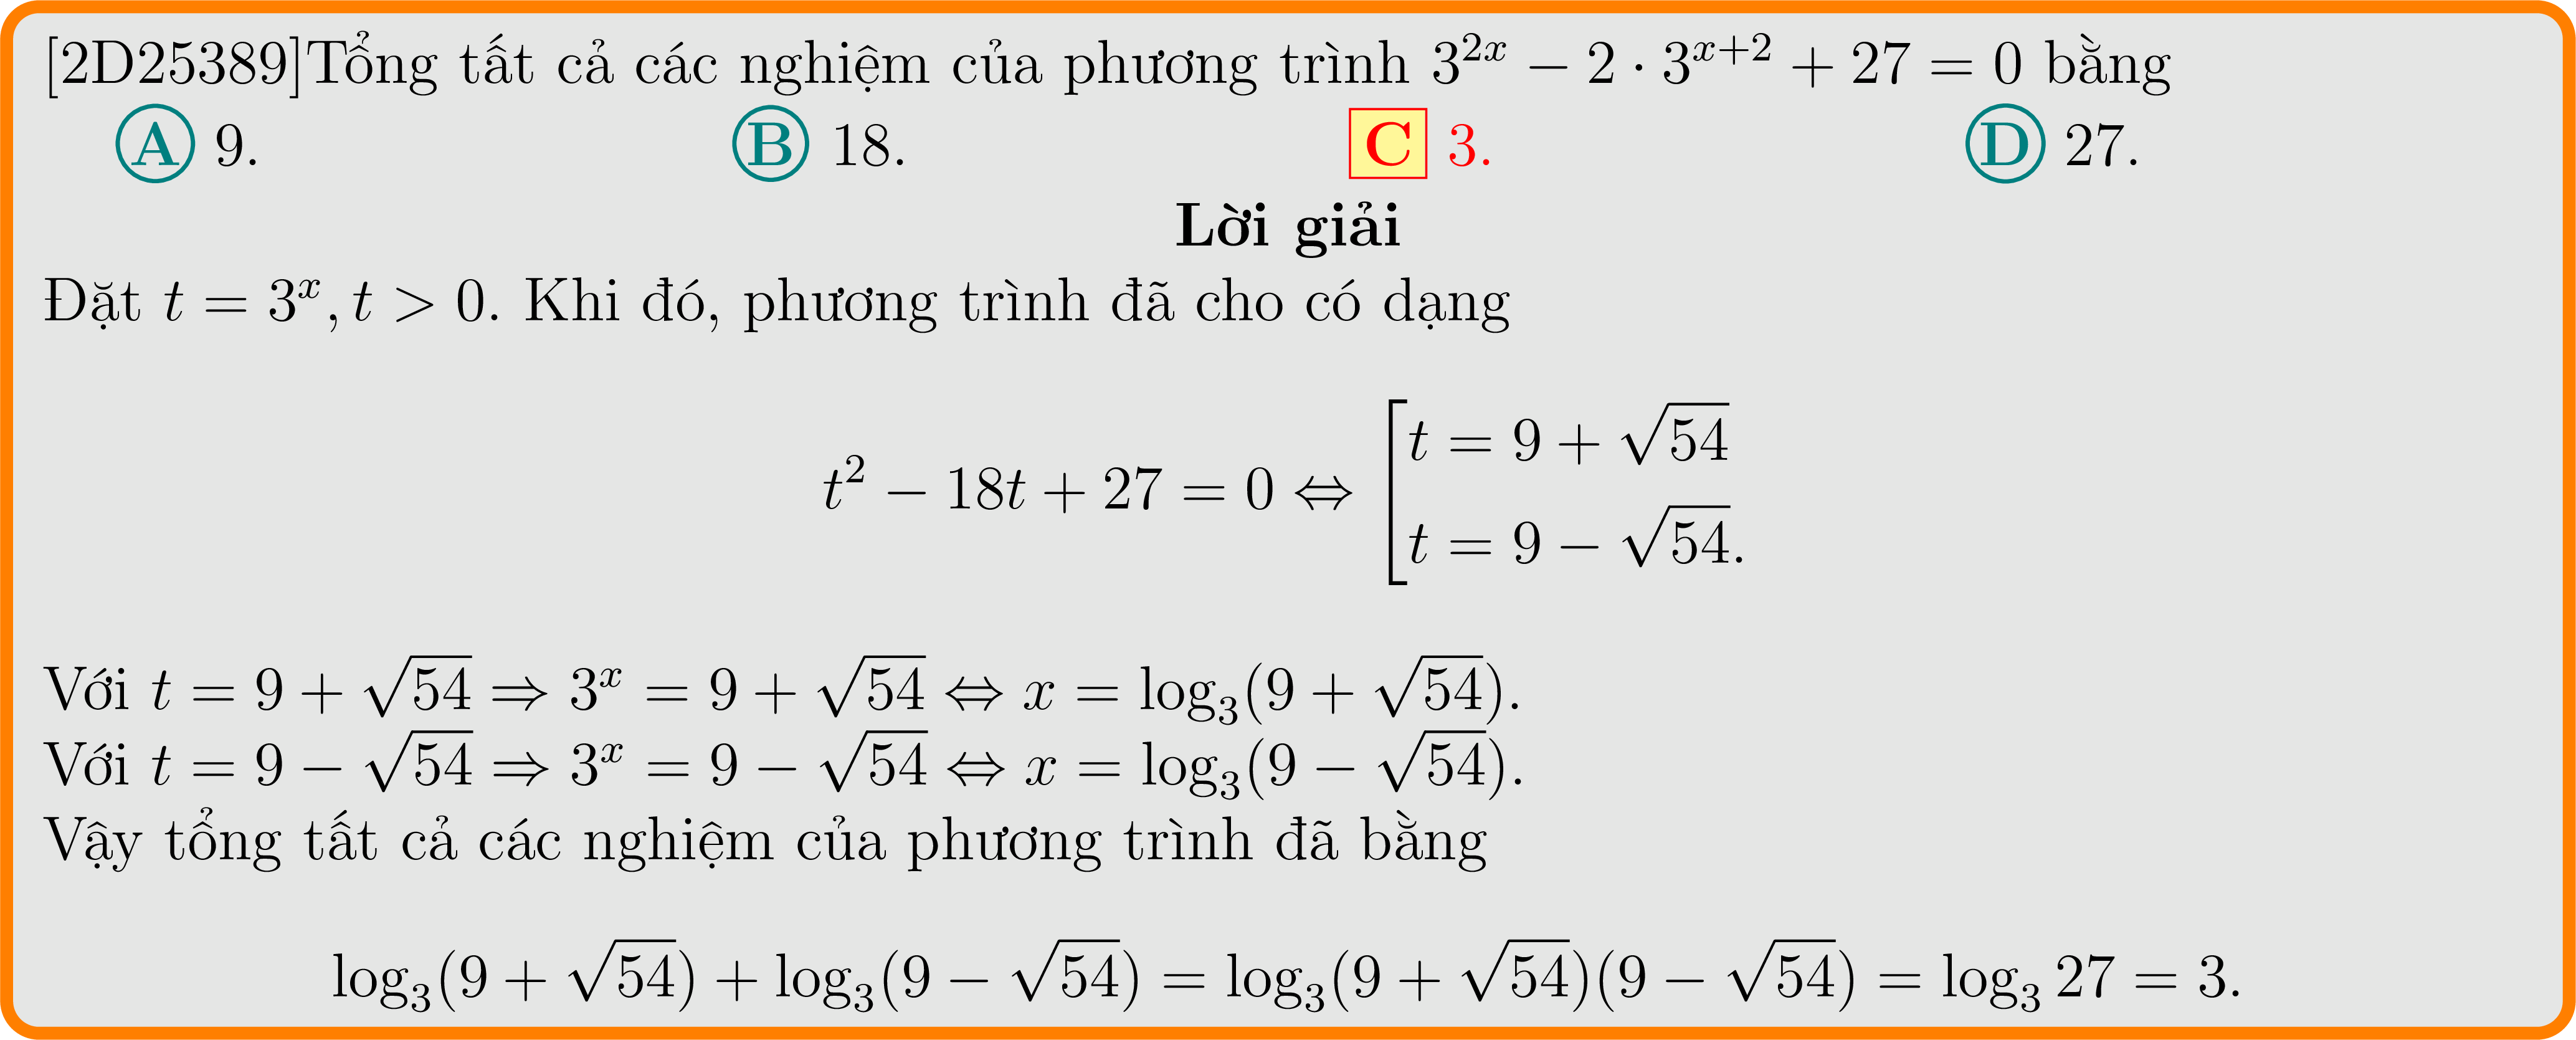 [2D25389]Tổng tất cả các nghiệm của phương trình $3^{2x} - 2 \cdot 3^{x+2} + 27 = 0$ bằng
A 9. B 18. C 3. D 27.
Lời giải
Đặt $t = 3^x, t > 0$. Khi đó, phương trình đã cho có dạng
$t^2 - 18t + 27 = 0 \Leftrightarrow \left[\begin{array}{l} t = 9 + \sqrt{54} \\ t = 9 - \sqrt{54}. \end{array}\right.$
Với $t = 9 + \sqrt{54} \Rightarrow 3^x = 9 + \sqrt{54} \Leftrightarrow x = \log_3(9 + \sqrt{54})$.
Với $t = 9 - \sqrt{54} \Rightarrow 3^x = 9 - \sqrt{54} \Leftrightarrow x = \log_3(9 - \sqrt{54})$.
Vậy tổng tất cả các nghiệm của phương trình đã bằng
$\log_3(9 + \sqrt{54}) + \log_3(9 - \sqrt{54}) = \log_3(9 + \sqrt{54})(9 - \sqrt{54}) = \log_3 27 = 3.$